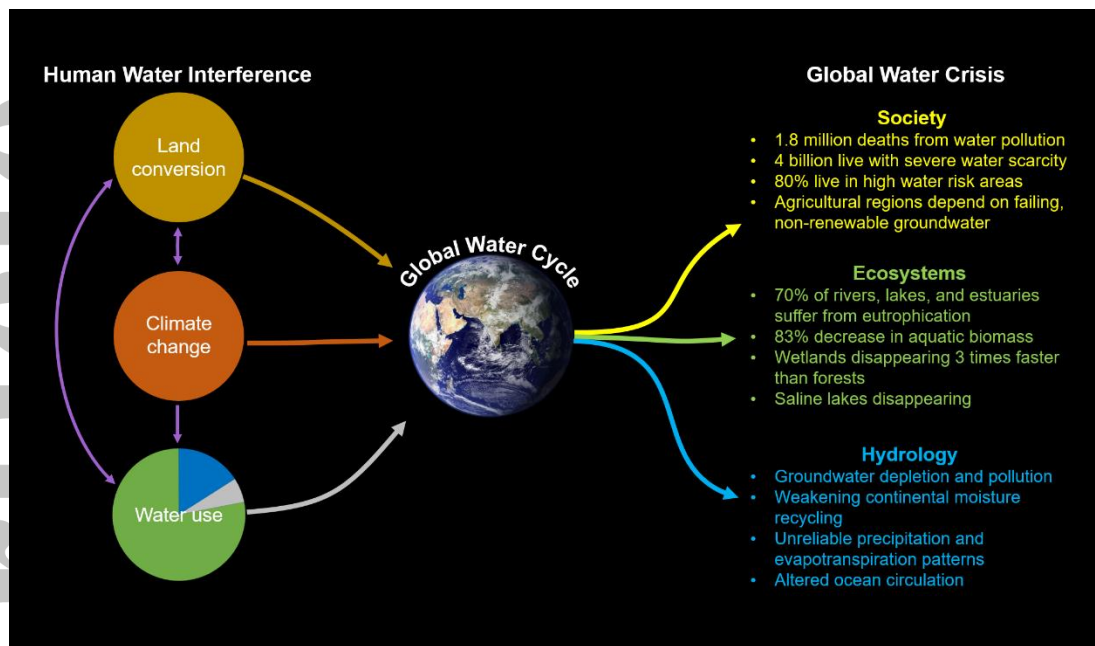 Human Water Interference
Land
conversion
Climate
change
Water use
Global Water Cycle
Global Water Crisis
Society
• 1.8 million deaths from water pollution
• 4 billion live with severe water scarcity
• 80% live in high water risk areas
• Agricultural regions depend on failing,
non-renewable groundwater
Ecosystems
• 70% of rivers, lakes, and estuaries
suffer from eutrophication
• 83% decrease in aquatic biomass
• Wetlands disappearing 3 times faster
than forests
• Saline lakes disappearing
Hydrology
• Groundwater depletion and pollution
• Weakening continental moisture
recycling
• Unreliable precipitation and
evapotranspiration patterns
• Altered ocean circulation